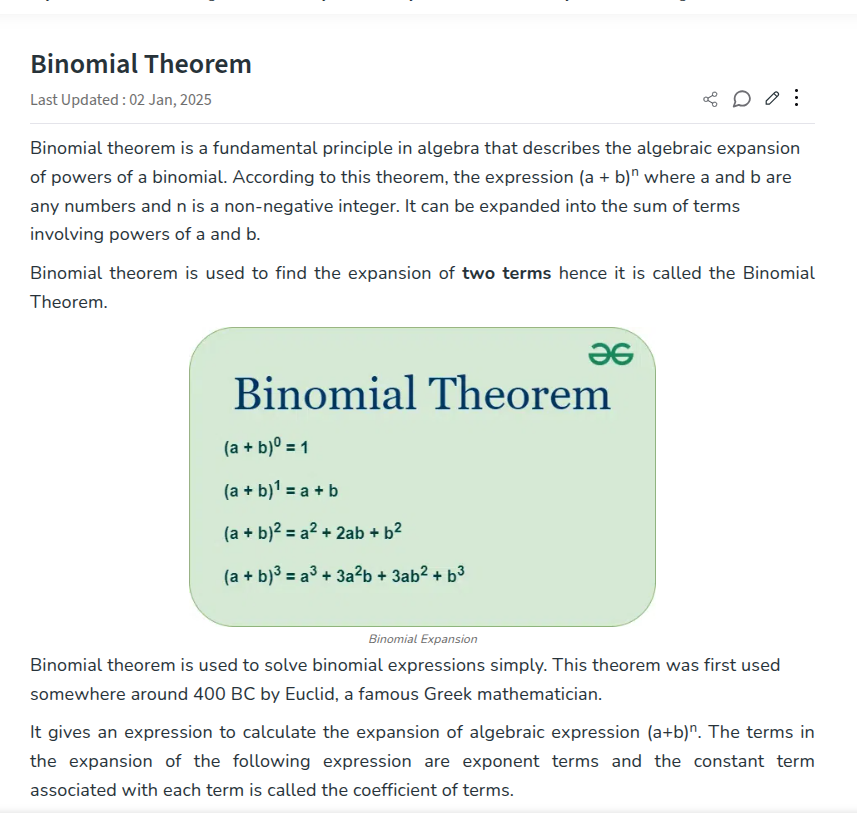 Binomial Theorem
Last Updated : 02 Jan, 2025
Binomial theorem is a fundamental principle in algebra that describes the algebraic expansion
of powers of a binomial. According to this theorem, the expression (a + b)ⁿ where a and b are
any numbers and n is a non-negative integer. It can be expanded into the sum of terms
involving powers of a and b.
Binomial theorem is used to find the expansion of two terms hence it is called the Binomial
Theorem.
Binomial Theorem
(a + b)⁰ = 1
(a + b)¹ = a + b
(a + b)² = a² + 2ab + b²
(a + b)³ = a³ + 3a²b + 3ab² + b³
Binomial Expansion
Binomial theorem is used to solve binomial expressions simply. This theorem was first used
somewhere around 400 BC by Euclid, a famous Greek mathematician.
It gives an expression to calculate the expansion of algebraic expression (a+b)ⁿ. The terms in
the expansion of the following expression are exponent terms and the constant term
associated with each term is called the coefficient of terms.